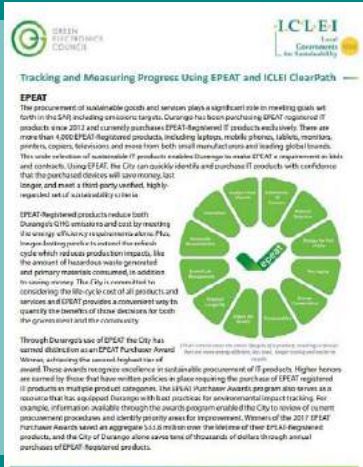 GREEN
ELECTRONICS
COUNCIL
I.C.L.E.I
Local
Governments
for Sustainability
Tracking and Measuring Progress Using EPEAT and ICLEI ClearPath
EPEAT
The procurement of sustainable goods and services plays a significant role in meeting goals set
forth in the SAP, including emissions targets. Durango has been purchasing EPEAT-registered IT
products since 2012 and currently purchases EPEAT-Registered IT products exclusively. There are
more than 4,000 EPEAT-Registered products, including laptops, mobile phones, tablets, monitors,
printers, copiers, televisions and more from both small manufacturers and leading global brands.
This wide selection of sustainable IT products enables Durango to make EPEAT a requirement in bids
and contracts. Using EPEAT, the City can quickly identify and purchase IT products with confidence
that the purchased devices will save money, last
longer, and meet a third-party verified, highly-
regarded set of sustainability criteria.
EPEAT-Registered products reduce both
Durango's GHG emissions and cost by meeting
the energy efficiency requirements alone. Plus,
longer-lasting products extend the refresh
cycle which reduces production impacts, like
the amount of hazardous waste generated
and primary materials consumed, in addition
to saving money. The City is committed to
considering the life-cycle cost of all products and
services and EPEAT provides a convenient way to
quantify the benefits of those decisions for both
the government and the community.
epeat
Packaging
Through Durango's use of EPEAT the City has
earned distinction as an EPEAT Purchaser Award
Winner, achieving the second highest tier of
award. These awards recognize excellence in sustainable procurement of IT products. Higher honors
are earned by those that have written policies in place requiring the purchase of EPEAT registered
IT products in multiple product categories. The EPEAT Purchaser Awards program also serves as a
resource that has equipped Durango with best practices for environmental impact tracking. For
example, information available through the awards program enabled the City to review of current
procurement procedures and identify priority areas for improvement. Winners of the 2017 EPEAT
Purchaser Awards saved an aggregate million over the lifetime of their EPEAT-Registered
products, and the City of Durango alone saves tens of thousands of dollars through annual
purchases of EPEAT-Registered products.